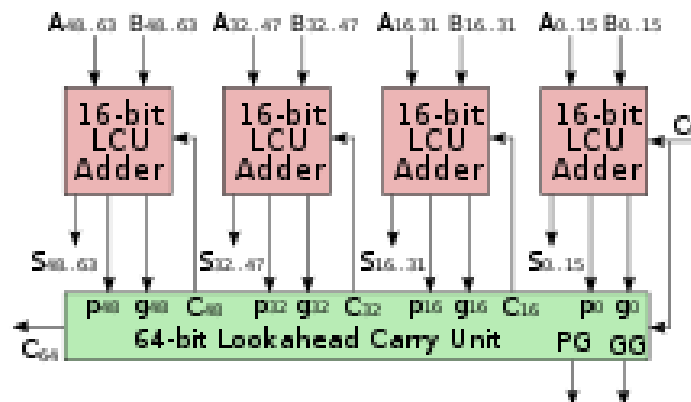 A48..63 B48..63 A32..47 B32..47 A16..31 B16..31 A0..15 B0..15
16-bit LCU Adder
16-bit LCU Adder
16-bit LCU Adder
16-bit LCU Adder
C
S48..63 S32..47 S16..31 S0..15
p48 g48 C48 p32 g32 C32 p16 g16 C16 p0 g0
64-bit Lookahead Carry Unit PG GG
C64